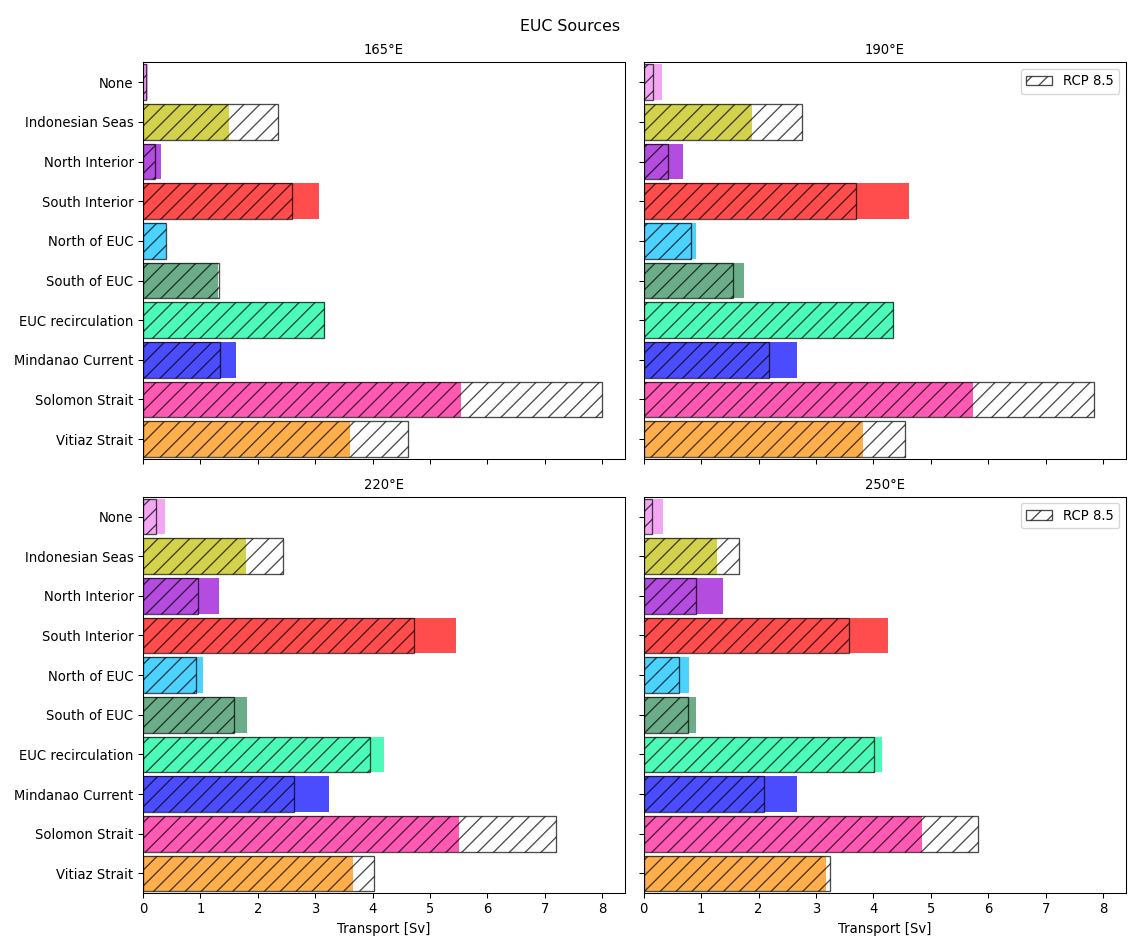 EUC Sources
165°E
190°E
None
Indonesian Seas
North Interior
South Interior
North of EUC
South of EUC
EUC recirculation
Mindanao Current
Solomon Strait
Vitiaz Strait
RCP 8.5
220°E
250°E
None
Indonesian Seas
North Interior
South Interior
North of EUC
South of EUC
EUC recirculation
Mindanao Current
Solomon Strait
Vitiaz Strait
RCP 8.5
0 1 2 3 4 5 6 7 8
0 1 2 3 4 5 6 7 8
Transport [Sv]
Transport [Sv]